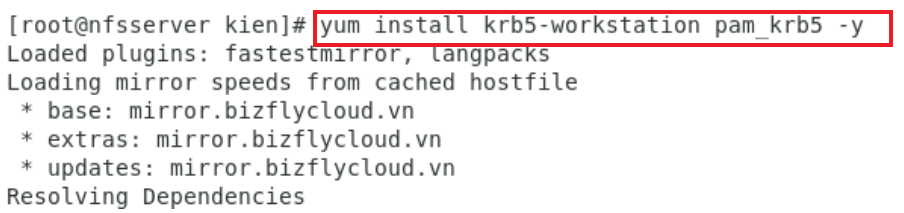 [root@nfsserver kien]# yum install krb5-workstation pam_krb5 -y
Loaded plugins: fastestmirror, langpacks
Loading mirror speeds from cached hostfile
 * base: mirror.bizflycloud.vn
 * extras: mirror.bizflycloud.vn
 * updates: mirror.bizflycloud.vn
Resolving Dependencies